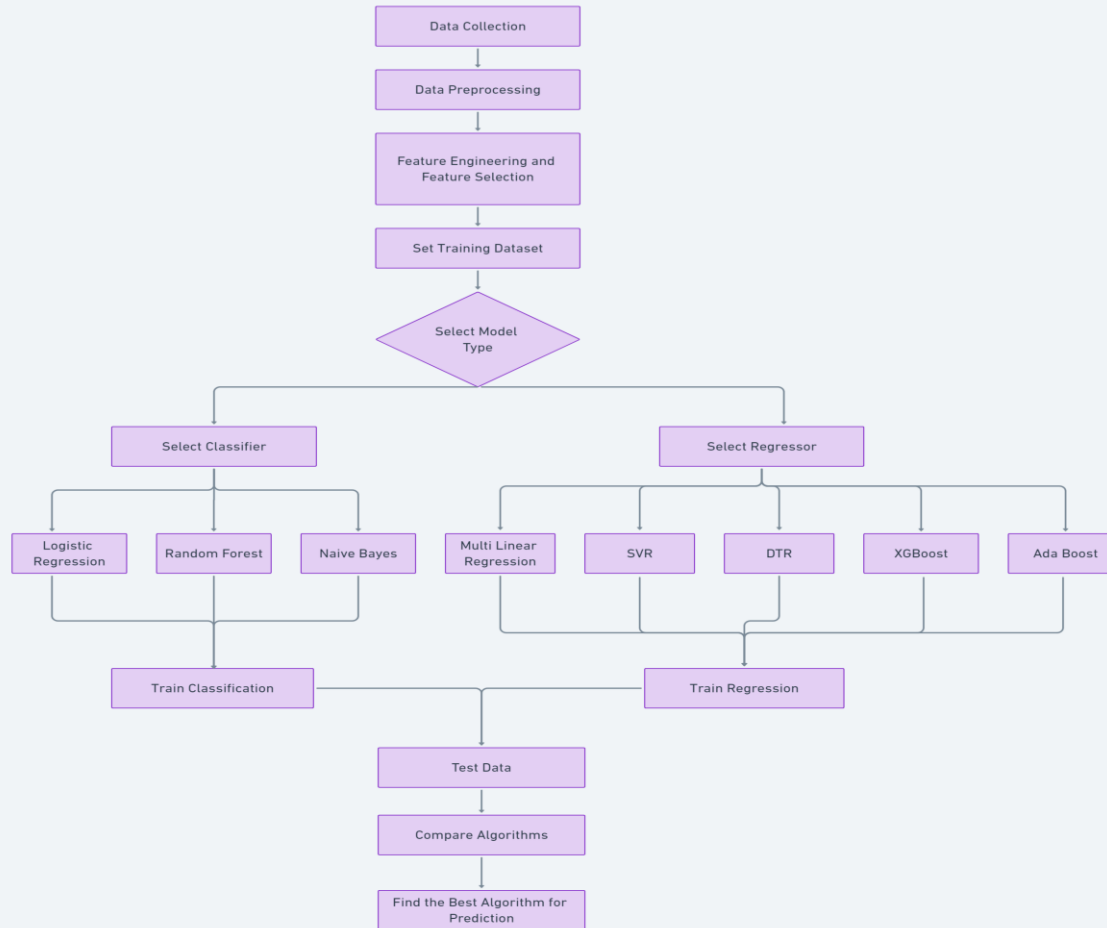 Data Collection
Data Preprocessing
Feature Engineering and
Feature Selection
Set Training Dataset
Select Model
Type
Select Classifier
Select Regressor
Logistic
Regression
Random Forest
Naive Bayes
Multi Linear
Regression
SVR
DTR
XGBoost
Ada Boost
Train Classification
Train Regression
Test Data
Compare Algorithms
Find the Best Algorithm for
Prediction